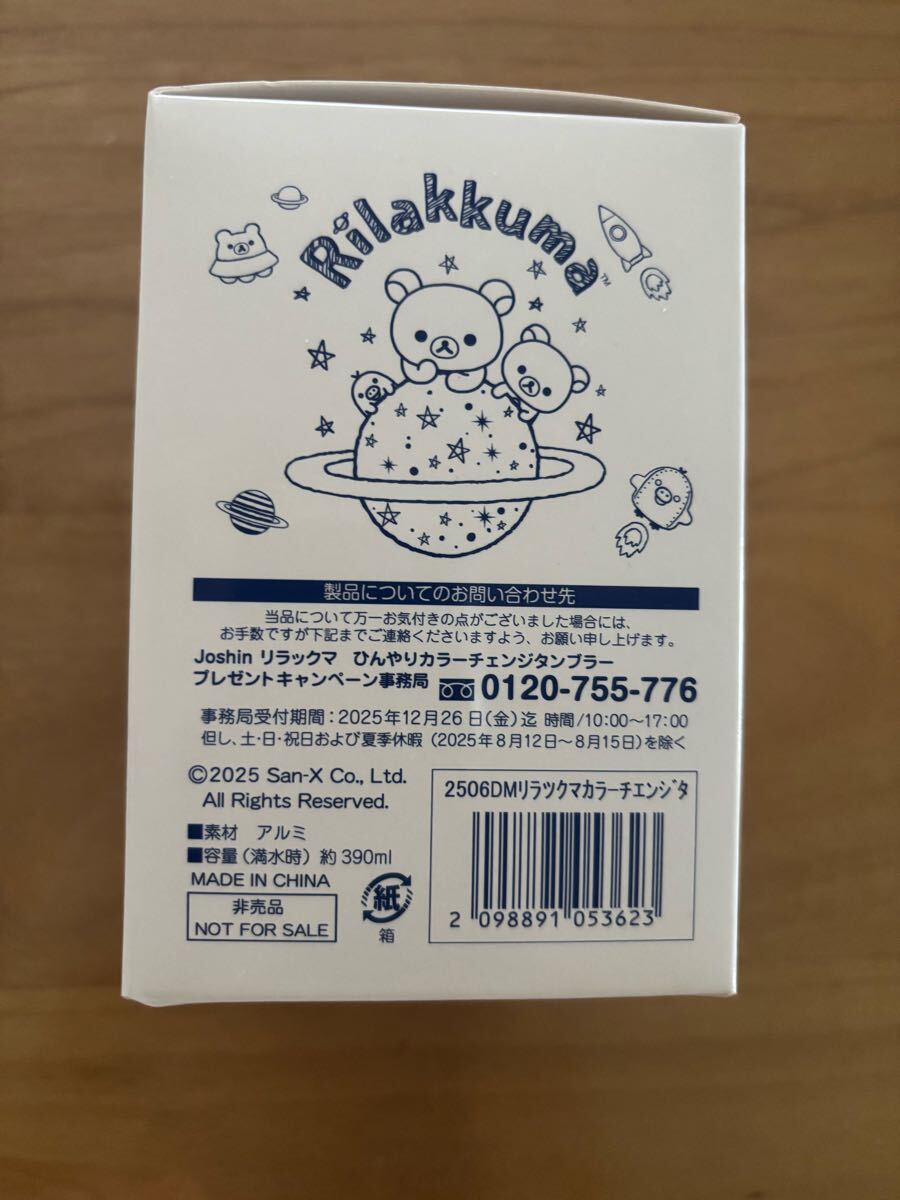 Rilakkuma™
製品についてのお問い合わせ先
当品について万一お気付きの点がございました場合には、
お手数ですが下記までご連絡くださいますよう、お願い申し上げます。
Joshin リラックマ ひんやりカラーチェンジタンブラー
プレゼントキャンペーン事務局 0120-755-776
事務局受付期間：2025年12月26日(金)迄 時間/10:00～17:00
但し、土・日・祝日および夏季休暇（2025年8月12日～8月15日）を除く
©2025 San-X Co., Ltd.
All Rights Reserved.
■素材 アルミ
■容量（満水時）約390ml
MADE IN CHINA
非売品
NOT FOR SALE
紙
箱
2506DMリラツクマカラーチエンジタ
2 098891 053623